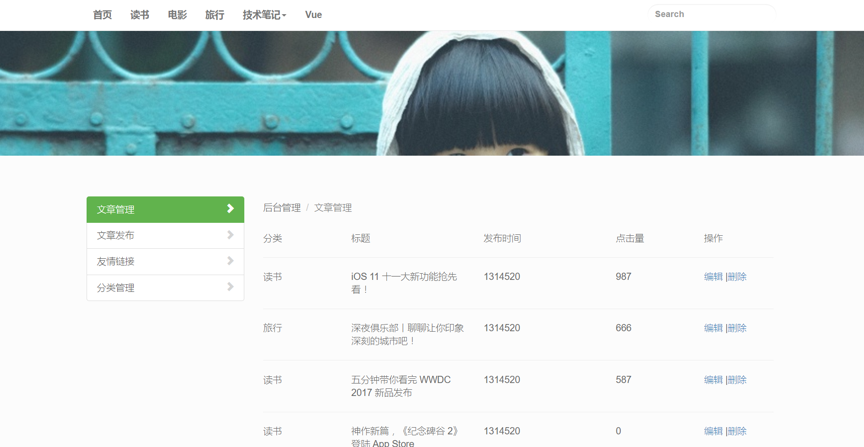 首页 读书 电影 旅行 技术笔记 Vue Search
文章管理
文章发布
友情链接
分类管理
后台管理 / 文章管理
分类 标题 发布时间 点击量 操作
读书 iOS 11 十一大新功能抢先 1314520 987 编辑 |删除
看！
旅行 深夜俱乐部丨聊聊让你印象 1314520 666 编辑 |删除
深刻的城市吧！
读书 五分钟带你看完 WWDC 1314520 587 编辑 |删除
2017 新品发布
读书 神作新篇，《纪念碑谷 2》 1314520 0 编辑 |删除
登陆 App Store